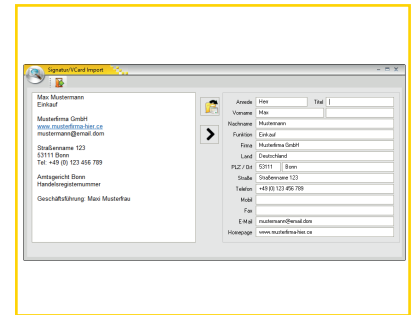 Signatur/VCard Import
Max Mustermann
Einkauf
Musterfirma GmbH
www.musterfirma-hier.ce
mustermann@email.dom
Straßenname 123
53111 Bonn
Tel: +49 (0) 123 456 789
Amtsgericht Bonn
Handelsregisternummer
Geschäftsführung: Maxi Musterfrau
Anrede Herr Titel
Vorname Max
Nachname Mustermann
Funktion Einkauf
Firma Musterfirma GmbH
Land Deutschland
PLZ / Ort 53111 Bonn
Straße Straßenname 123
Telefon +49 (0) 123 456 789
Mobil
Fax
E-Mail mustermann@email.dom
Homepage www.musterfirma-hier.ce